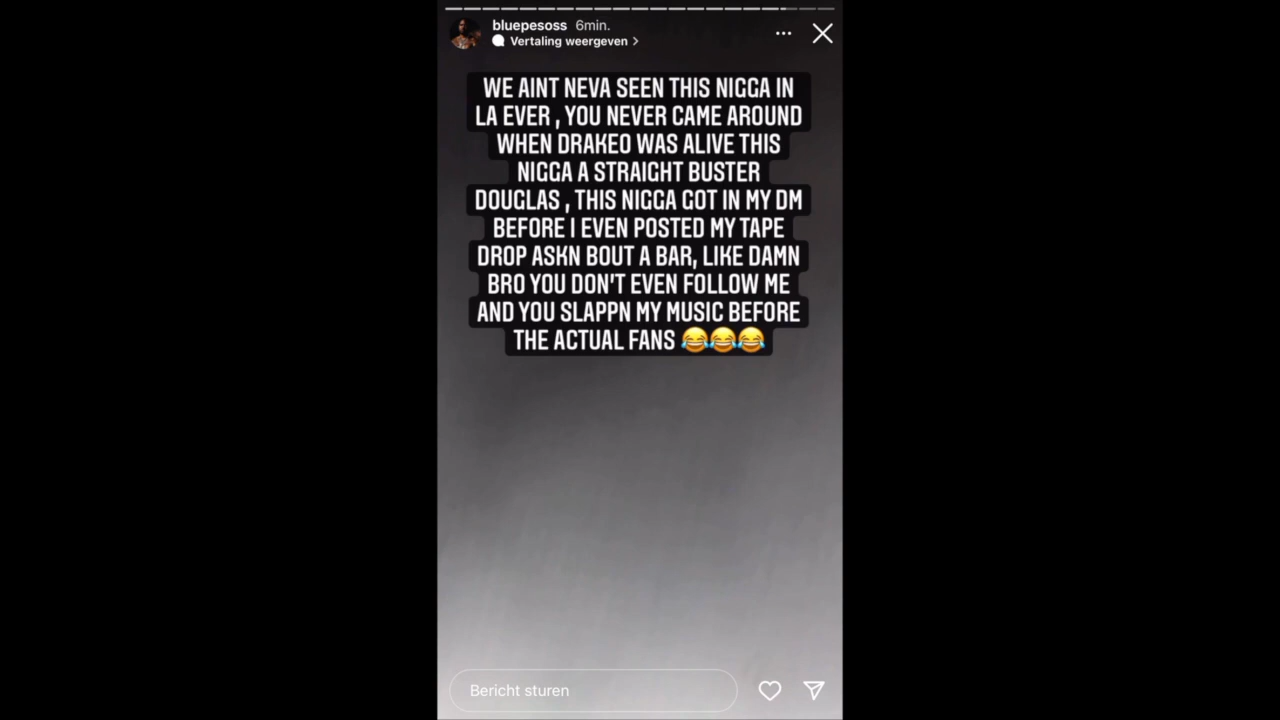 bluepesoss 6min.
Vertaling weergeven >
WE AINT NEVA SEEN THIS NIGGA IN
LA EVER , YOU NEVER CAME AROUND
WHEN DRAKEO WAS ALIVE THIS
NIGGA A STRAIGHT BUSTER
DOUGLAS , THIS NIGGA GOT IN MY DM
BEFORE I EVEN POSTED MY TAPE
DROP ASKN BOUT A BAR, LIKE DAMN
BRO YOU DON'T EVEN FOLLOW ME
AND YOU SLAPPN MY MUSIC BEFORE
THE ACTUAL FANS 😂😂😂
Bericht sturen